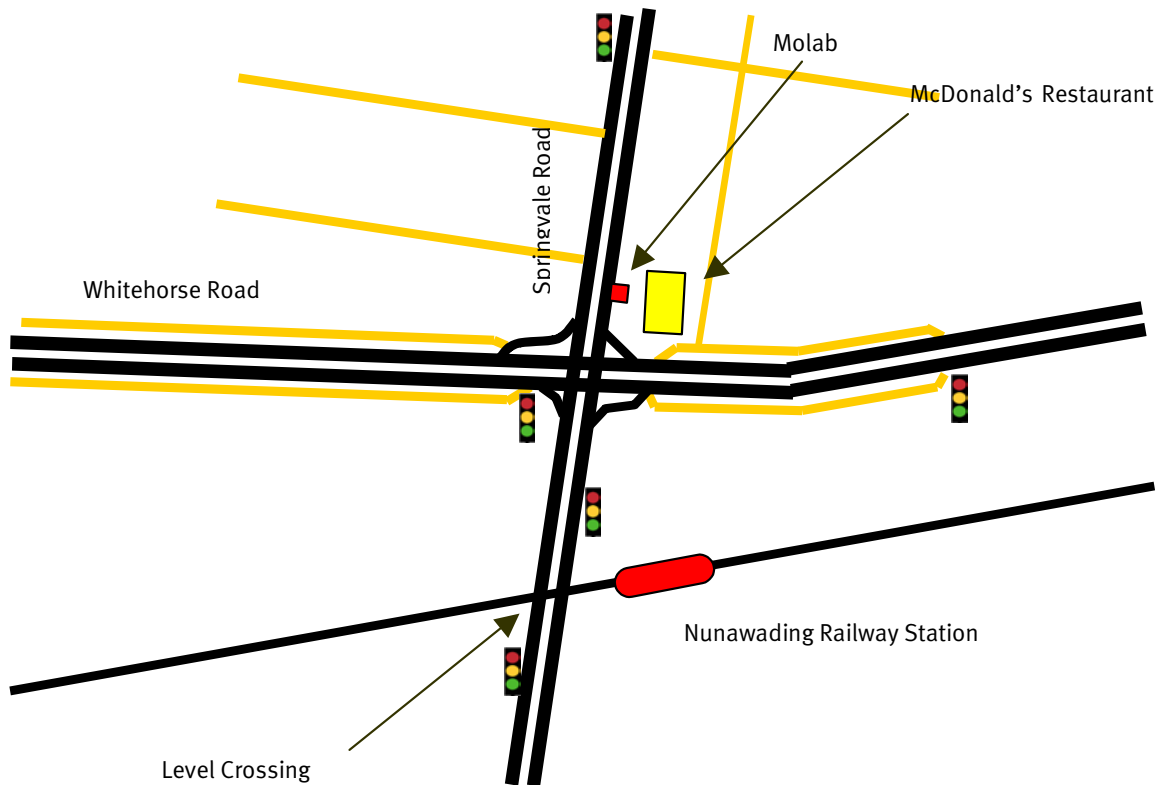 Molab
McDonald's Restaurant
Springvale Road
Whitehorse Road
Nunawading Railway Station
Level Crossing